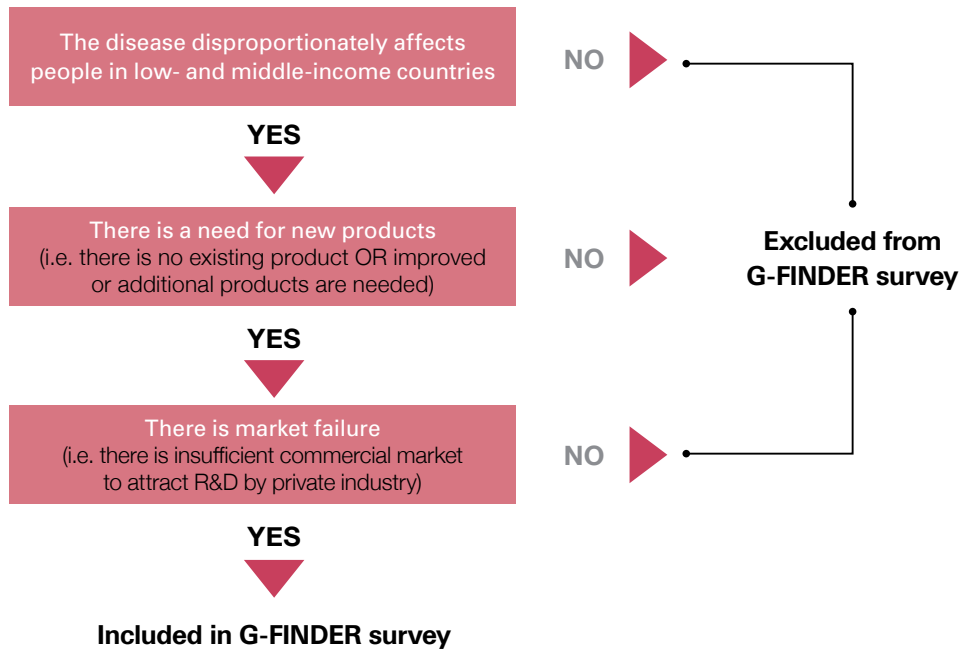 The disease disproportionately affects
people in low- and middle-income countries
NO
YES
There is a need for new products
(i.e. there is no existing product OR improved
or additional products are needed)
NO
Excluded from
G-FINDER survey
YES
There is market failure
(i.e. there is insufficient commercial market
to attract R&D by private industry)
NO
YES
Included in G-FINDER survey